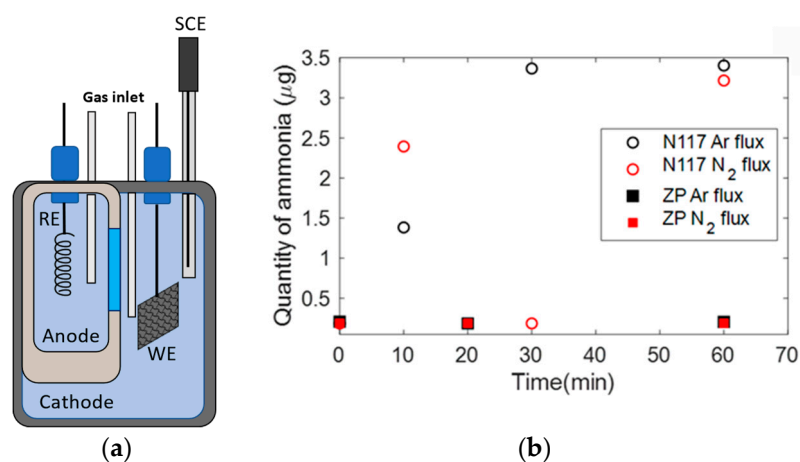 SCE
Gas inlet
RE
Anode
WE
Cathode
(a)
Quantity of ammonia (μg)
3.5
3
2.5
2
1.5
1
0.5
N117 Ar flux
N117 N2 flux
ZP Ar flux
ZP N2 flux
0 10 20 30 40 50 60 70
Time(min)
(b)